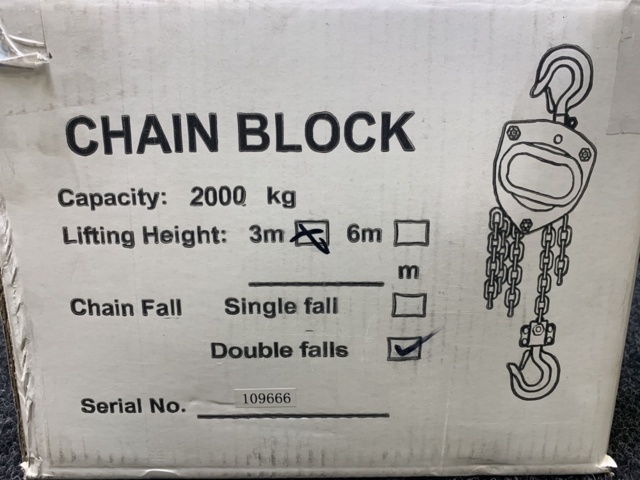 CHAIN BLOCK
Capacity: 2000 kg
Lifting Height: 3m 6m
m
Chain Fall Single fall
Double falls
Serial No. 109666